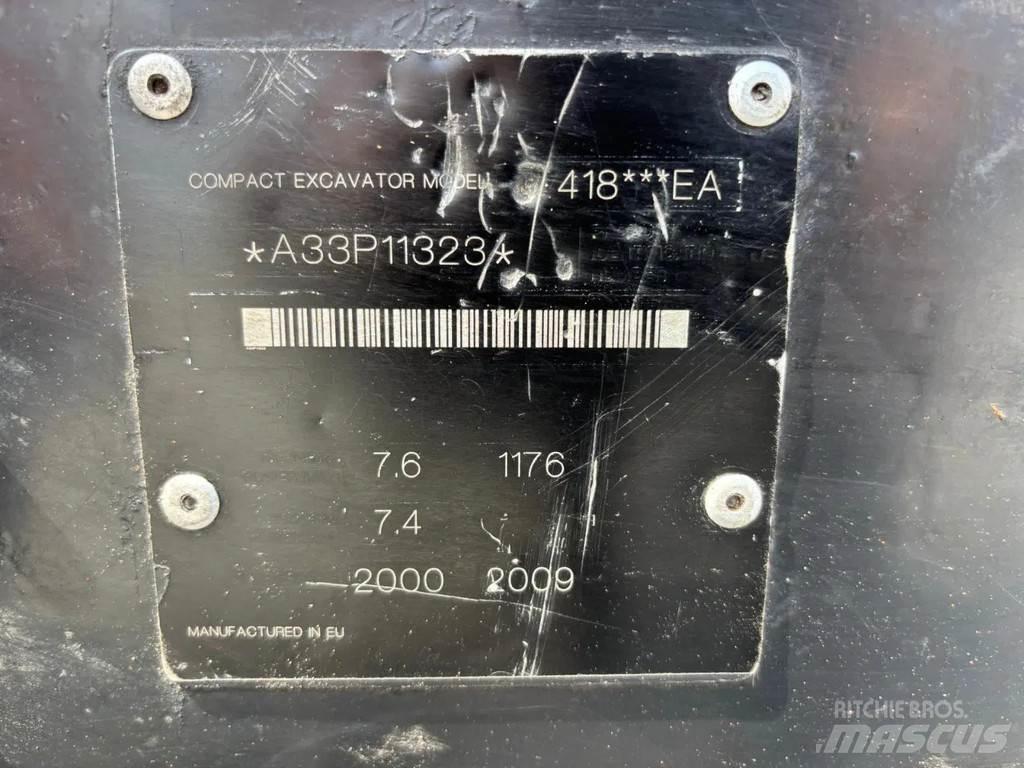 COMPACT EXCAVATOR MODEL 418***EA
*A33P11323*
7.6 1176
7.4
2000 2009
MANUFACTURED IN EU
RITCHIE BROS.
MASCUS